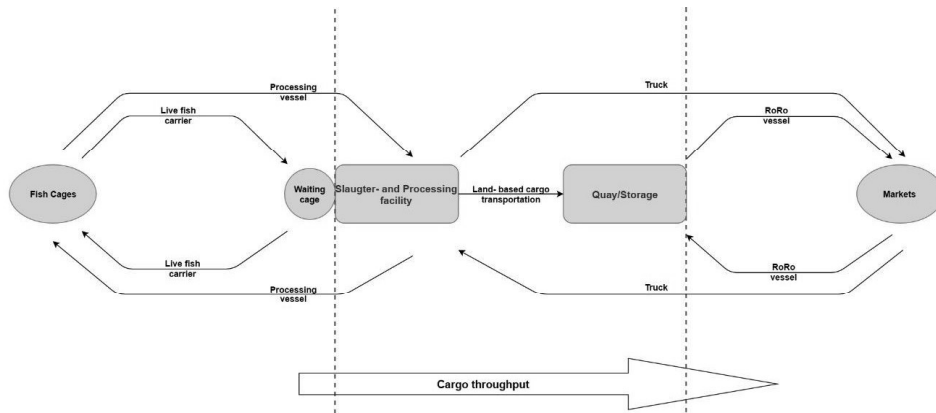 Processing
vessel
Truck
Live fish
carrier
RoRo
vessel
Fish Cages
Waiting
cage
Slaugter- and Processing
facility
Land- based cargo
transportation
Quay/Storage
Markets
Live fish
carrier
RoRo
vessel
Processing
vessel
Truck
Cargo throughput